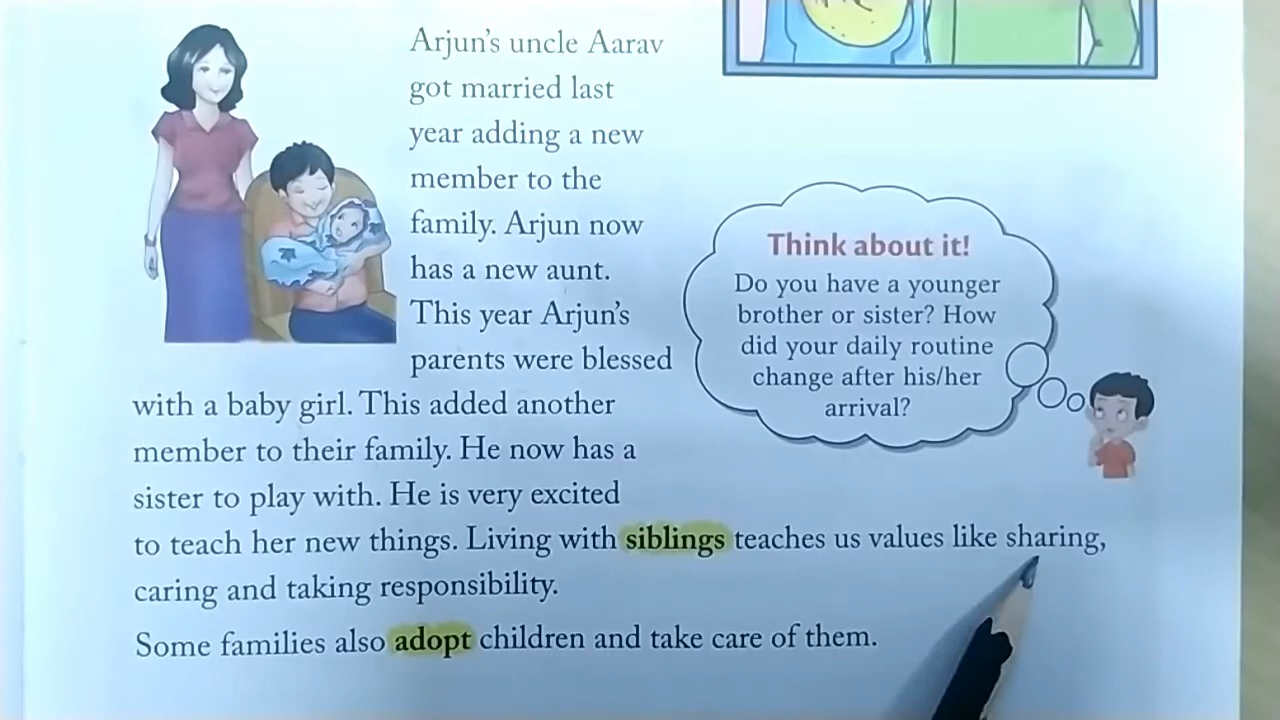 Arjun's uncle Aarav
got married last
year adding a new
member to the
family. Arjun now
has a new aunt.
This year Arjun's
parents were blessed
with a baby girl. This added another
member to their family. He now has a
sister to play with. He is very excited
to teach her new things. Living with siblings teaches us values like sharing,
caring and taking responsibility.
Some families also adopt children and take care of them.
Think about it!
Do you have a younger
brother or sister? How
did your daily routine
change after his/her
arrival?